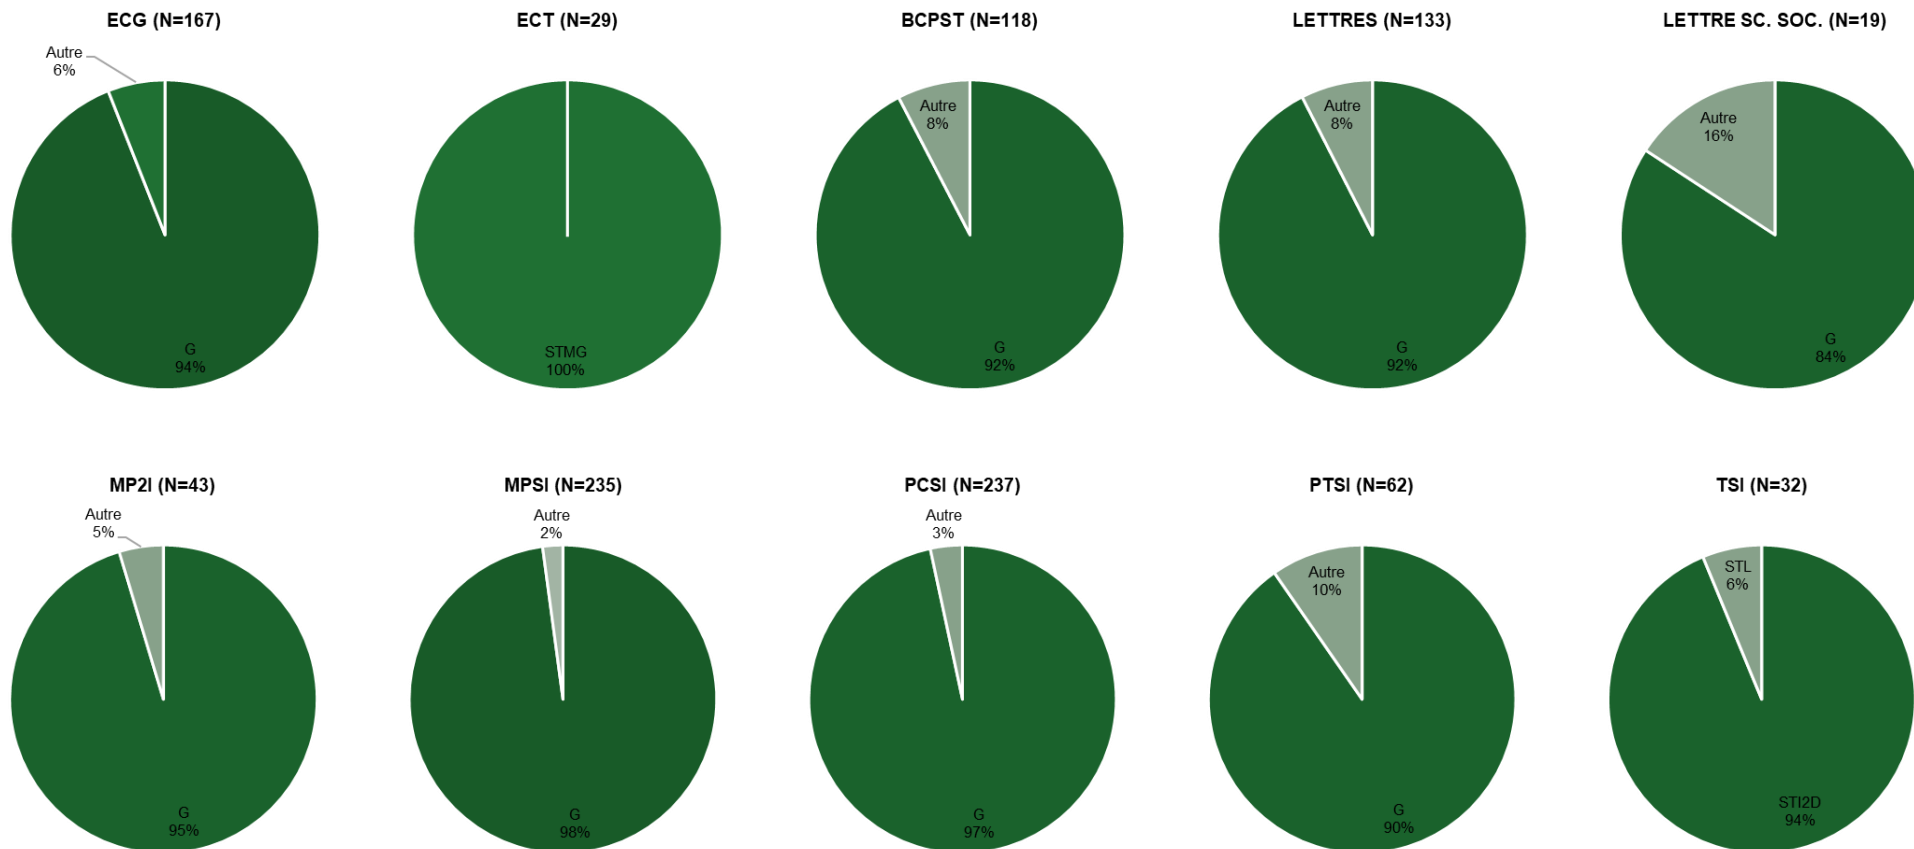 ECG (N=167)
Autre
6%
G
94%
ECT (N=29)
STMG
100%
BCPST (N=118)
Autre
8%
G
92%
LETTRES (N=133)
Autre
8%
G
92%
LETTRE SC. SOC. (N=19)
Autre
16%
G
84%
MP2I (N=43)
Autre
5%
G
95%
MPSI (N=235)
Autre
2%
G
98%
PCSI (N=237)
Autre
3%
G
97%
PTSI (N=62)
Autre
10%
G
90%
TSI (N=32)
STL
6%
STI2D
94%